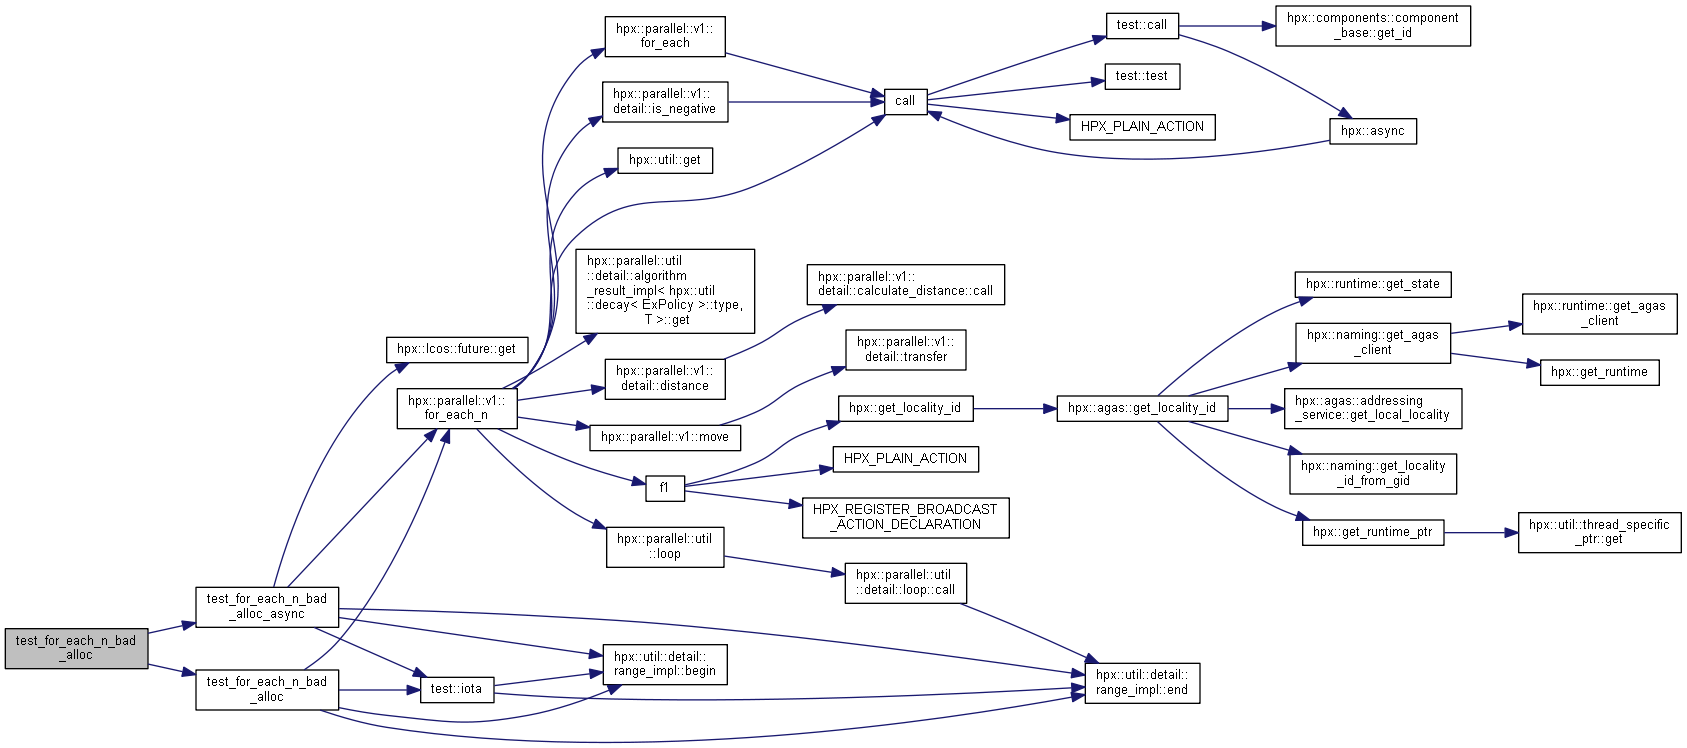 test_for_each_n_bad
_alloc
test_for_each_n_bad
_alloc_async
test_for_each_n_bad
_alloc
hpx::lcos::future::get
hpx::parallel::v1::
for_each_n
test::iota
hpx::parallel::v1::
for_each
hpx::parallel::v1::
detail::is_negative
hpx::util::get
hpx::parallel::util
::detail::algorithm
_result_impl< hpx::util
::decay< ExPolicy >::type,
T >::get
hpx::parallel::v1::
detail::distance
hpx::parallel::v1::move
f1
hpx::parallel::util
::loop
hpx::util::detail::
range_impl::begin
call
hpx::parallel::v1::
detail::calculate_distance::call
hpx::parallel::v1::
detail::transfer
hpx::get_locality_id
HPX_PLAIN_ACTION
HPX_REGISTER_BROADCAST
_ACTION_DECLARATION
hpx::parallel::util
::detail::loop::call
test::call
test::test
HPX_PLAIN_ACTION
hpx::agas::get_locality_id
hpx::util::detail::
range_impl::end
hpx::components::component
_base::get_id
hpx::async
hpx::runtime::get_state
hpx::naming::get_agas
_client
hpx::agas::addressing
_service::get_local_locality
hpx::naming::get_locality
_id_from_gid
hpx::get_runtime_ptr
hpx::runtime::get_agas
_client
hpx::get_runtime
hpx::util::thread_specific
_ptr::get